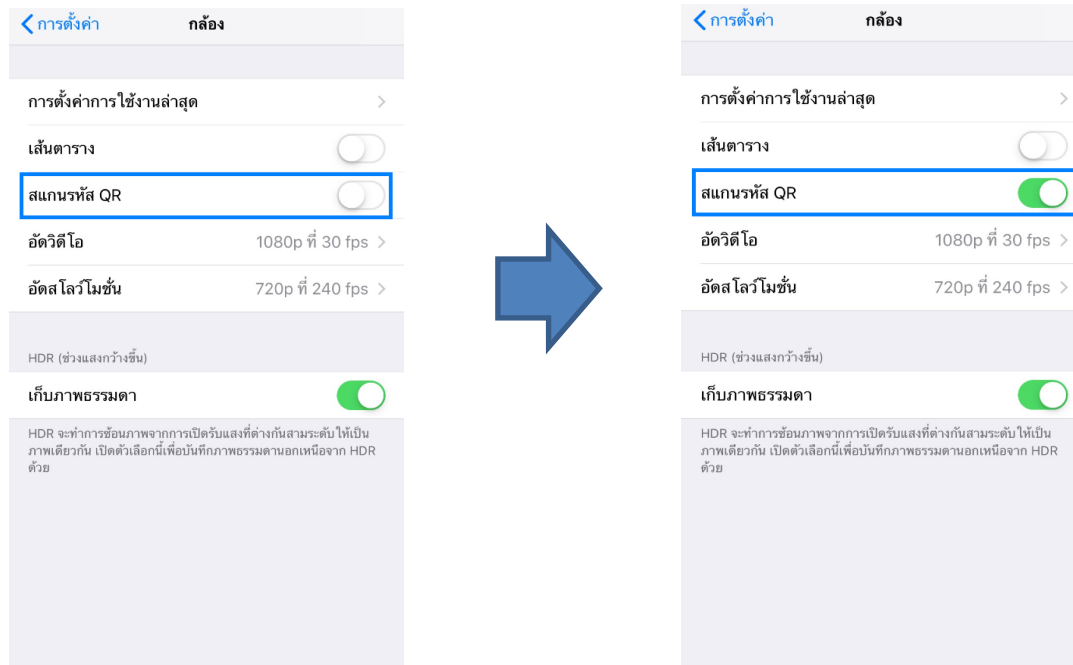 การตั้งค่า กล้อง
การตั้งค่าการใช้งานล่าสุด
เส้นตาราง
สแกนรหัส QR
อัดวิดีโอ 1080p ที่ 30 fps
อัดสโลว์โมชั่น 720p ที่ 240 fps
HDR (ช่วงแสงกว้างขึ้น)
เก็บภาพธรรมดา
HDR จะทำการซ้อนภาพจากการเปิดรับแสงที่ต่างกันสามระดับ ให้เป็น
ภาพเดียวกัน เปิดตัวเลือกนี้เพื่อบันทึกภาพธรรมดานอกเหนือจาก HDR
ด้วย
การตั้งค่า กล้อง
การตั้งค่าการใช้งานล่าสุด
เส้นตาราง
สแกนรหัส QR
อัดวิดีโอ 1080p ที่ 30 fps
อัดสโลว์โมชั่น 720p ที่ 240 fps
HDR (ช่วงแสงกว้างขึ้น)
เก็บภาพธรรมดา
HDR จะทำการซ้อนภาพจากการเปิดรับแสงที่ต่างกันสามระดับ ให้เป็น
ภาพเดียวกัน เปิดตัวเลือกนี้เพื่อบันทึกภาพธรรมดานอกเหนือจาก HDR
ด้วย